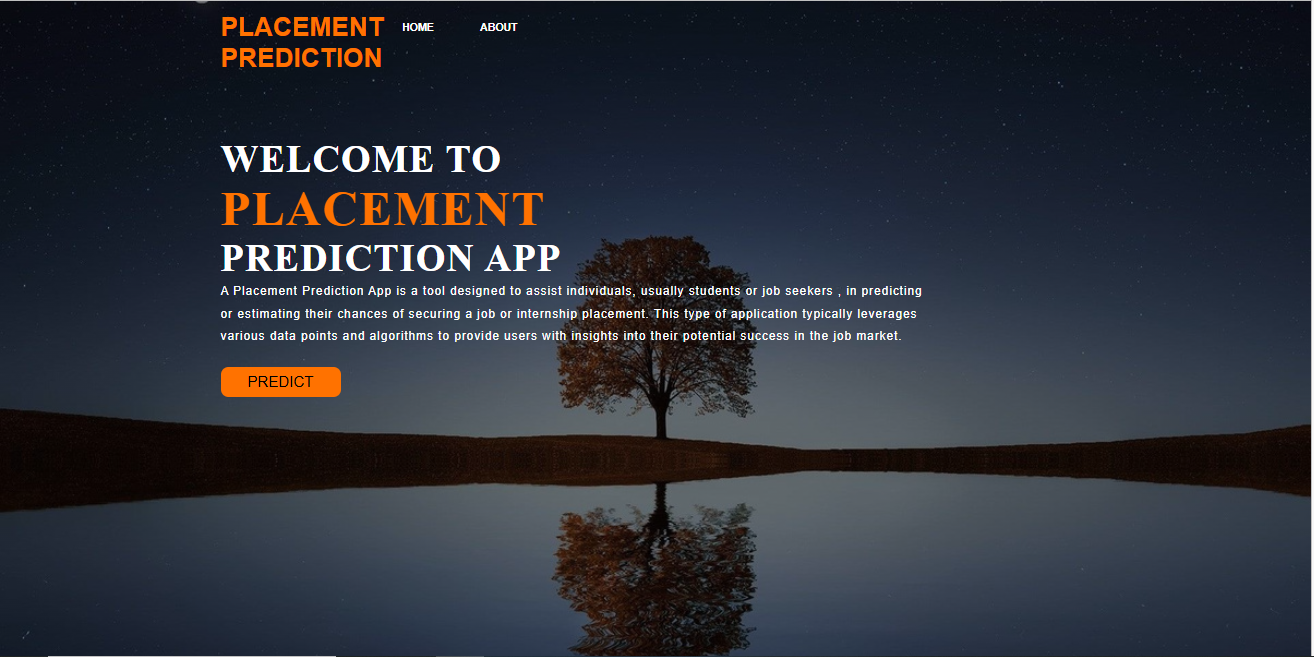 PLACEMENT
PREDICTION
HOME
ABOUT
WELCOME TO
PLACEMENT
PREDICTION APP
A Placement Prediction App is a tool designed to assist individuals, usually students or job seekers , in predicting
or estimating their chances of securing a job or internship placement. This type of application typically leverages
various data points and algorithms to provide users with insights into their potential success in the job market.
PREDICT